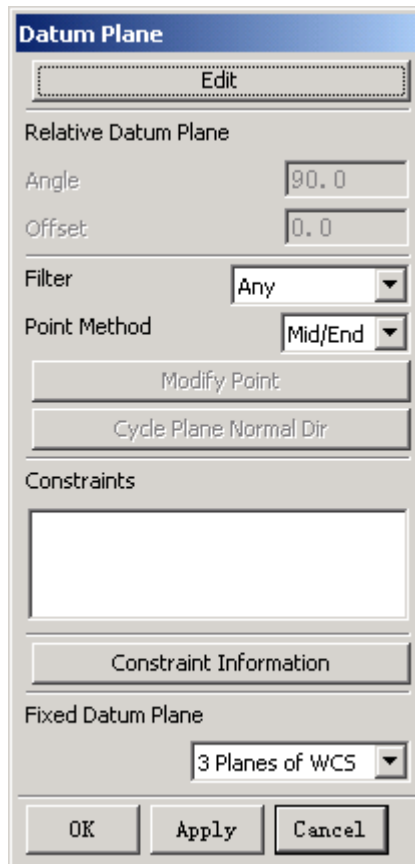 Datum Plane
Edit
Relative Datum Plane
Angle 90.0
Offset 0.0
Filter Any
Point Method Mid/End
Modify Point
Cycle Plane Normal Dir
Constraints
Constraint Information
Fixed Datum Plane
3 Planes of WCS
OK Apply Cancel